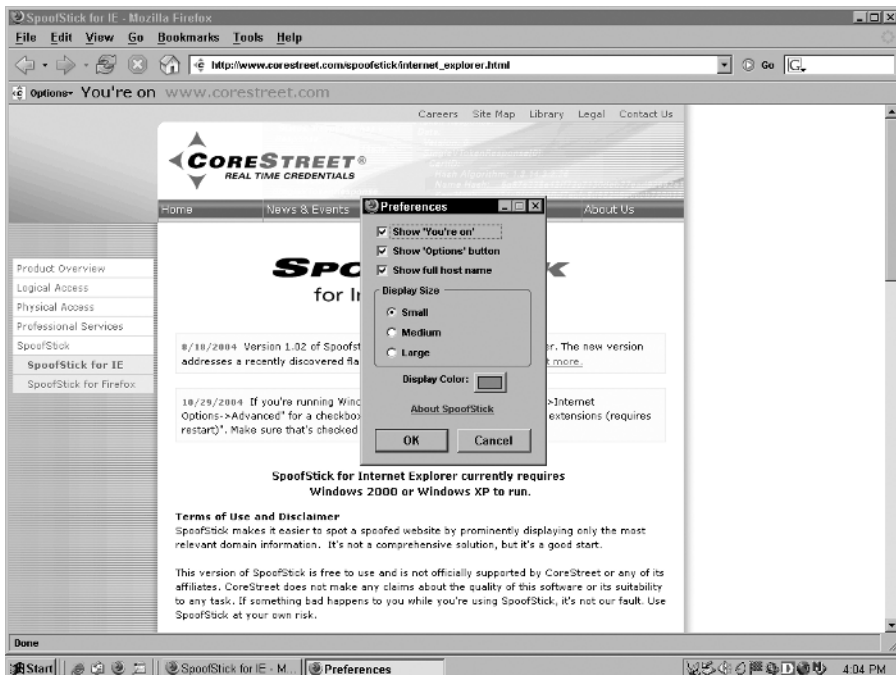 SpoofStick for IE - Mozilla Firefox
File Edit View Go Bookmarks Tools Help
http://www.corestreet.com/spoofstick/internet_explorer.html
Go
G
Options- You're on www.corestreet.com
Careers Site Map Library Legal Contact Us
CORESTREET®
REAL TIME CREDENTIALS
Home News & Events About Us
Preferences
Show 'You're on'
Show 'Options' button
Show full host name
Display Size
Small
Medium
Large
Display Color:
About SpoofStick
OK Cancel
Product Overview
Logical Access
Physical Access
Professional Services
SpoofStick
SpoofStick for IE
SpoofStick for Firefox
SPO K
for I
8/18/2004 Version 1.02 of Spoofst er. The new version
addresses a recently discovered fla t more.
10/29/2004 If you're running Wind >Internet
Options->Advanced" for a checkbox extensions (requires
restart)". Make sure that's checked
SpoofStick for Internet Explorer currently requires
Windows 2000 or Windows XP to run.
Terms of Use and Disclaimer
SpoofStick makes it easier to spot a spoofed website by prominently displaying only the most
relevant domain information. It's not a comprehensive solution, but it's a good start.
This version of SpoofStick is free to use and is not officially supported by CoreStreet or any of its
affiliates. CoreStreet does not make any claims about the quality of this software or its suitability
to any task. If something bad happens to you while you're using SpoofStick, it's not our fault. Use
SpoofStick at your own risk.
Done
Start SpoofStick for IE - M... Preferences 4:04 PM